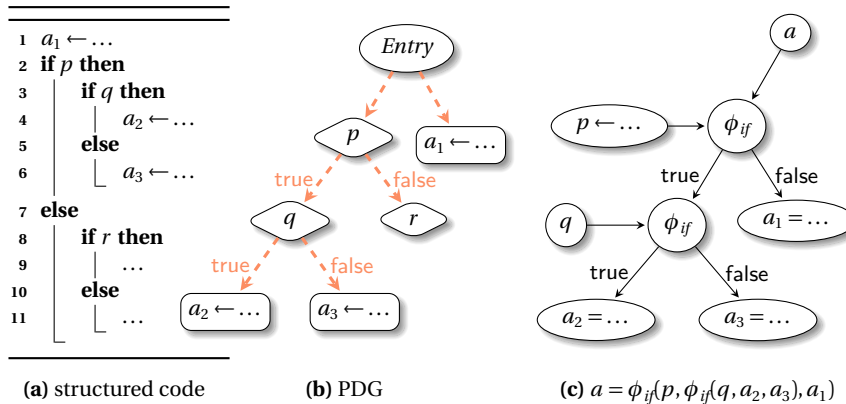 1 a₁ ← ...
2 if p then
3 if q then
4 a₂ ← ...
5 else
6 a₃ ← ...
7 else
8 if r then
9 ...
10 else
11 ...
(a) structured code
Entry
p
a₁ ← ...
true
false
q
r
true
false
a₂ ← ...
a₃ ← ...
(b) PDG
a
p ← ...
ϕif
true
false
q
ϕif
a₁ = ...
true
false
a₂ = ...
a₃ = ...
(c) a = ϕif(p, ϕif(q, a₂, a₃), a₁)